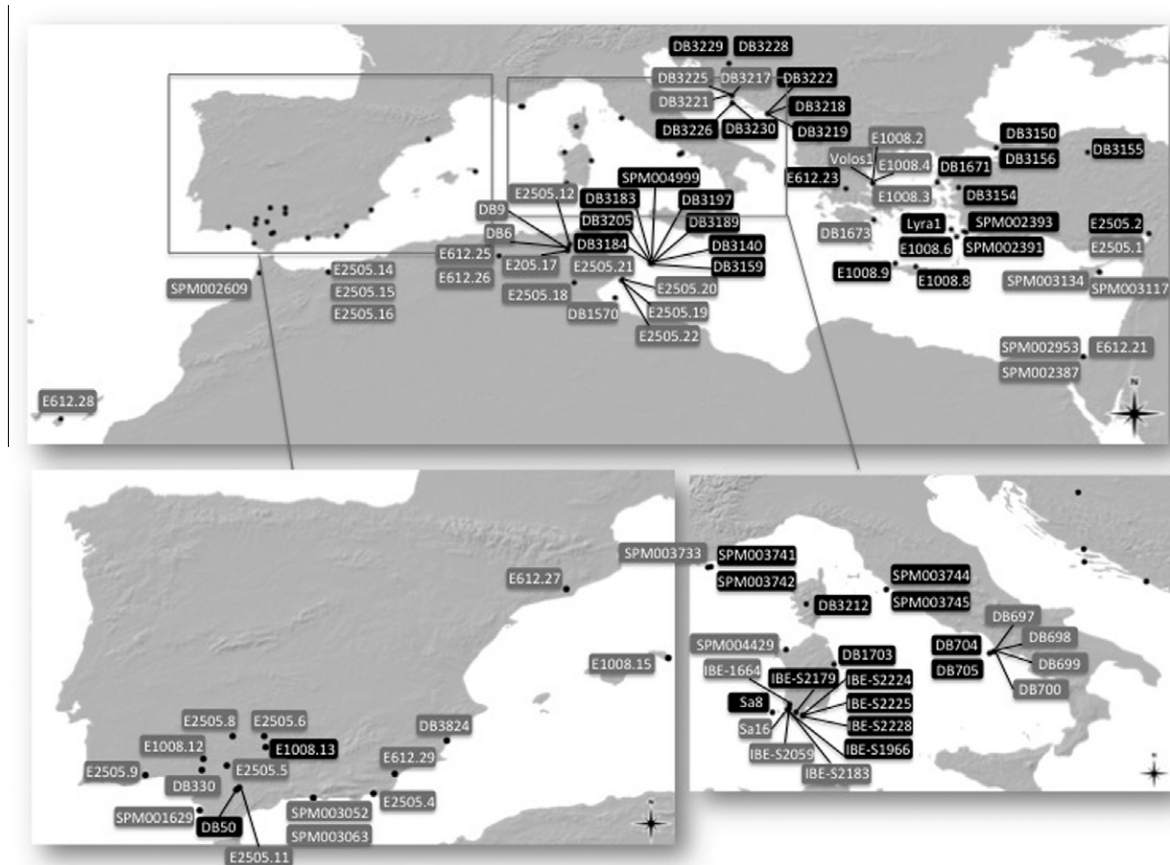 DB3229 DB3228
DB3225 DB3217 DB3222
DB3221 DB3218
DB3226 DB3230 DB3219
E1008.2
DB3150
Volos1 E1008.4 DB3156 DB3155
E612.23 DB1671
E1008.3 DB3154
SPM004999
E2505.12 DB3183 DB3197
DB9 DB3205 DB3189
DB6 DB3184 DB3140
E612.25 E205.17 E2505.21 DB3159
E612.26
DB1673 Lyra1 SPM002393 E2505.2
E1008.6 SPM002391 E2505.1
E1008.9 E1008.8 SPM003134 SPM003117
SPM002609 E2505.14
E2505.15
E2505.16
E2505.18 E2505.20
DB1570 E2505.19
E2505.22
SPM002953 E612.21
SPM002387
E612.28
N
E612.27
E1008.15
E2505.8 E2505.6 DB3824
E1008.12 E1008.13
E2505.9 E2505.5 E612.29
DB330 E2505.4
SPM001629 SPM003052
DB50 SPM003063
E2505.11
N
SPM003733 SPM003741
SPM003742 SPM003744
DB3212 SPM003745
DB697
SPM004429 DB704 DB698
DB1703 DB705 DB699
IBE-1664 IBE-S2179 IBE-S2224 DB700
Sa8 IBE-S2225
Sa16 IBE-S2228
IBE-S2059 IBE-S1966
IBE-S2183
N